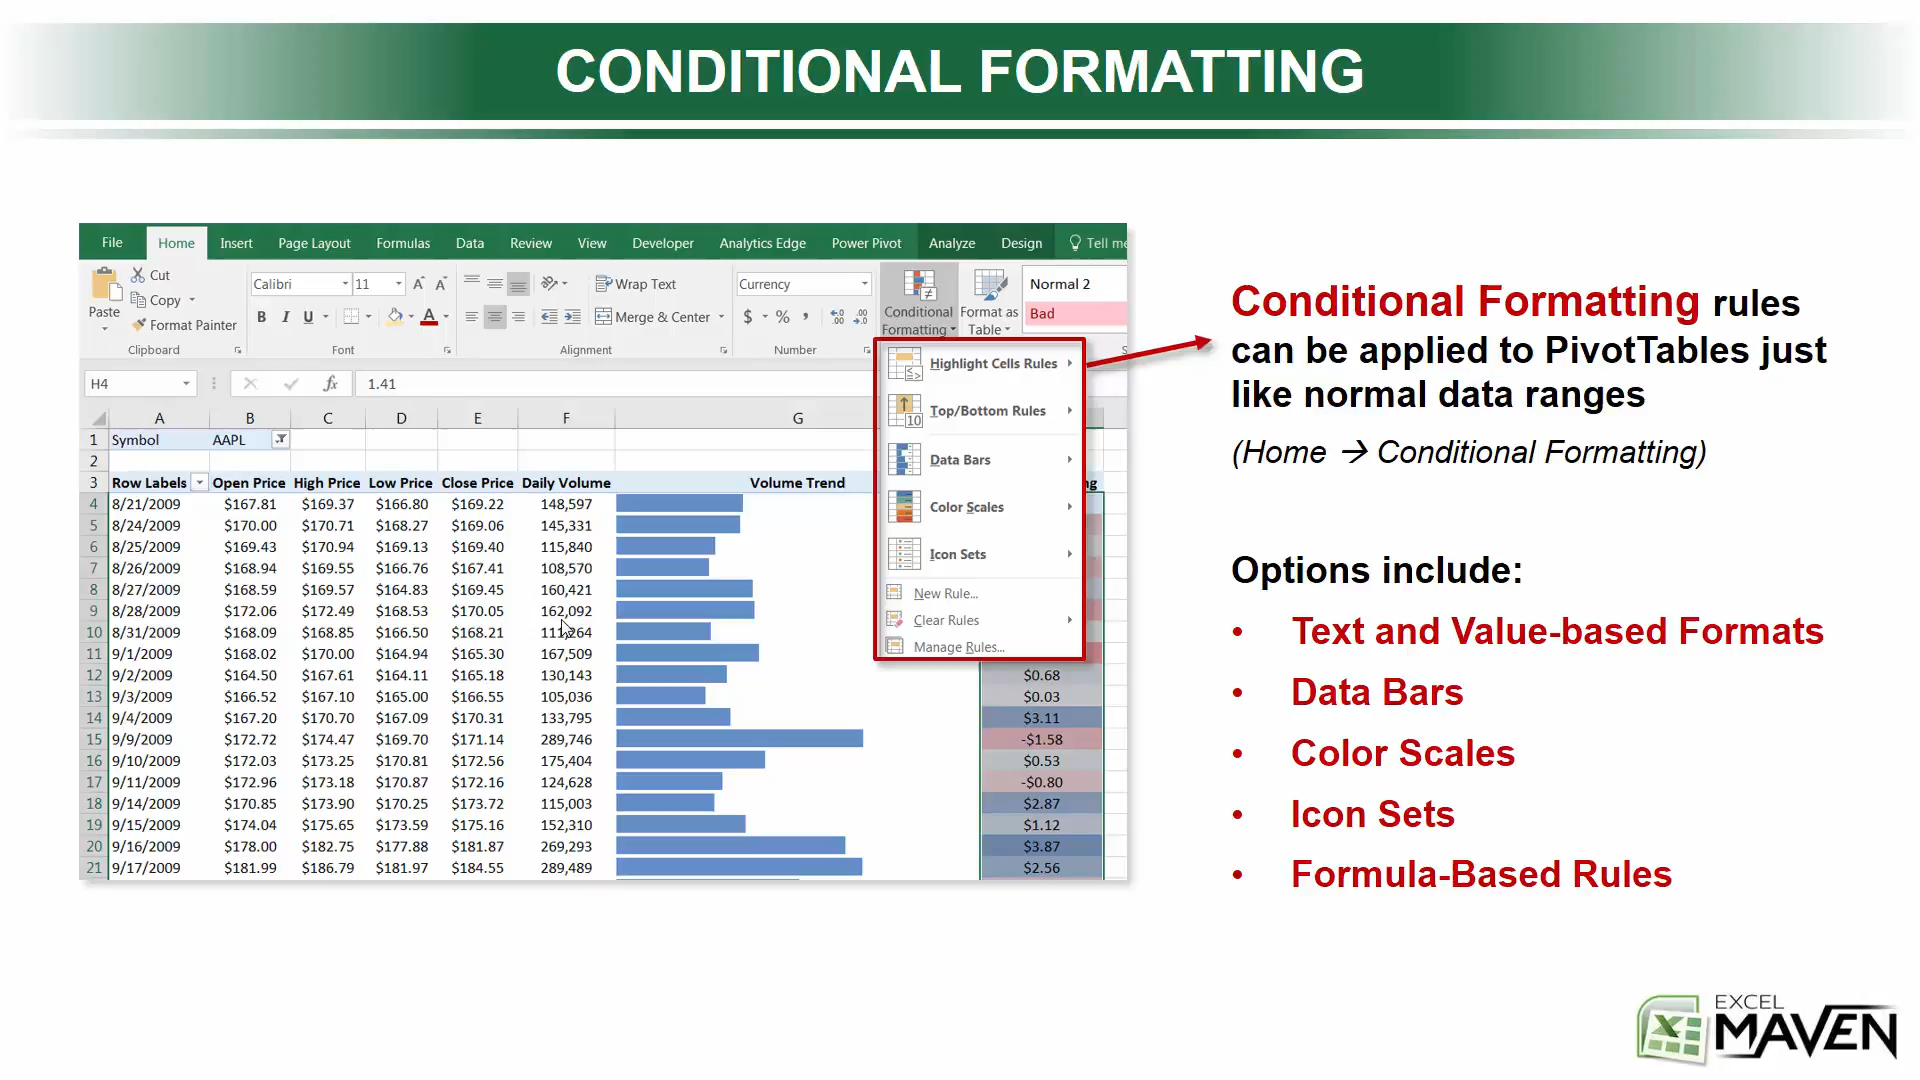 CONDITIONAL FORMATTING
File Home Insert Page Layout Formulas Data Review View Developer Analytics Edge Power Pivot Analyze Design Tell me
Cut
Copy
Format Painter
Paste
Clipboard
Calibri 11
B I U
Font
Wrap Text
Merge & Center
Alignment
Currency
$ % ,
Number
Conditional Formatting
Format as Table
Normal 2
Bad
H4 fx 1.41
A B C D E F G
1 Symbol AAPL
2
3 Row Labels Open Price High Price Low Price Close Price Daily Volume Volume Trend
4 8/21/2009 $167.81 $169.37 $166.80 $169.22 148,597
5 8/24/2009 $170.00 $170.71 $168.27 $169.06 145,331
6 8/25/2009 $169.43 $170.94 $169.13 $169.40 115,840
7 8/26/2009 $168.94 $169.55 $166.76 $167.41 108,570
8 8/27/2009 $168.59 $169.57 $164.83 $169.45 160,421
9 8/28/2009 $172.06 $172.49 $168.53 $170.05 162,092
10 8/31/2009 $168.09 $168.85 $166.50 $168.21
11 9/1/2009 $168.02 $170.00 $164.94 $165.30 167,509
12 9/2/2009 $164.50 $167.61 $164.11 $165.18 130,143 $0.68
13 9/3/2009 $166.52 $167.10 $165.00 $166.55 105,036 $0.03
14 9/4/2009 $167.20 $170.70 $167.09 $170.31 133,795 $3.11
15 9/9/2009 $172.72 $174.47 $169.70 $171.14 289,746 -$1.58
16 9/10/2009 $172.03 $173.25 $170.81 $172.56 175,404 $0.53
17 9/11/2009 $172.96 $173.18 $170.87 $172.16 124,628 -$0.80
18 9/14/2009 $170.85 $173.90 $170.25 $173.72 115,003 $2.87
19 9/15/2009 $174.04 $175.65 $173.59 $175.16 152,310 $1.12
20 9/16/2009 $178.00 $182.75 $177.88 $181.87 269,293 $3.87
21 9/17/2009 $181.99 $186.79 $181.97 $184.55 289,489 $2.56
Highlight Cells Rules
Top/Bottom Rules
Data Bars
Color Scales
Icon Sets
New Rule...
Clear Rules
Manage Rules...
Conditional Formatting rules
can be applied to PivotTables just
like normal data ranges
(Home → Conditional Formatting)
Options include:
• Text and Value-based Formats
• Data Bars
• Color Scales
• Icon Sets
• Formula-Based Rules
EXCEL
MAVEN